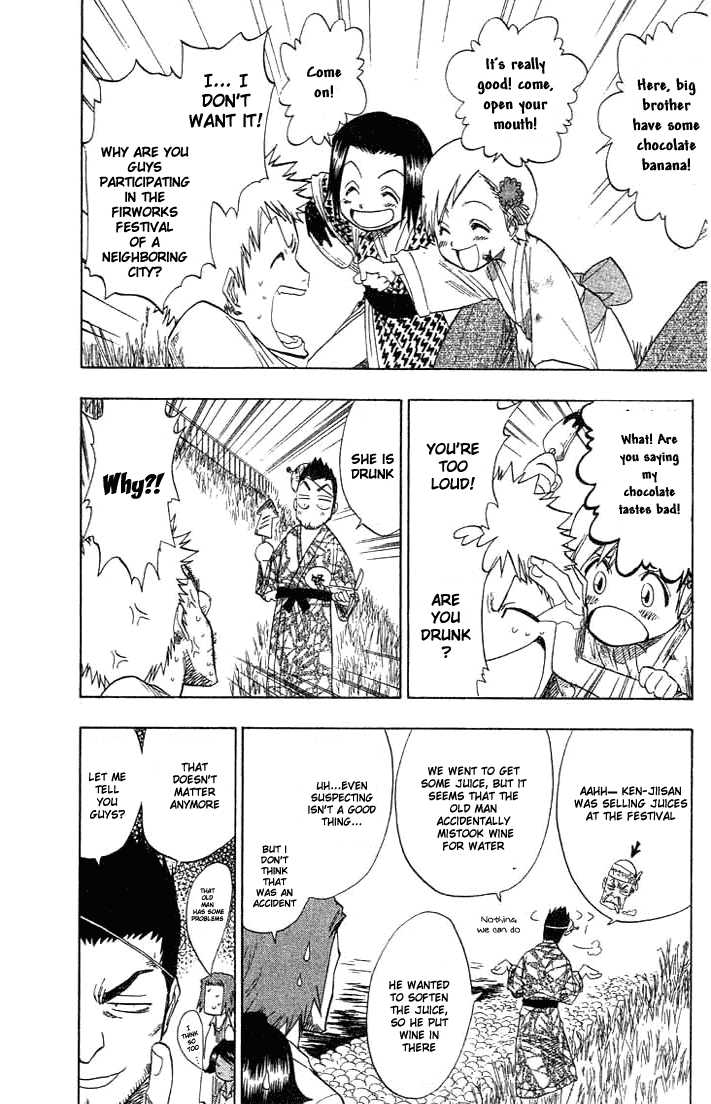 Here, big
brother
have some
chocolate
banana!
It's really
good! come,
open your
mouth!
Come
on!
I... I
DON'T
WANT IT!
WHY ARE YOU
GUYS
PARTICIPATING
IN THE
FIRWORKS
FESTIVAL
OF A
NEIGHBORING
CITY?
What! Are
you saying
my
chocolate
tastes bad!
YOU'RE
TOO
LOUD!
ARE
YOU
DRUNK
?
SHE IS
DRUNK
Why?!
AAHH— KEN-JIISAN
WAS SELLING JUICES
AT THE FESTIVAL
WE WENT TO GET
SOME JUICE, BUT IT
SEEMS THAT THE
OLD MAN
ACCIDENTALLY
MISTOOK WINE
FOR WATER
Nothing
we can do
HE WANTED
TO SOFTEN
THE JUICE,
SO HE PUT
WINE IN
THERE
UH...EVEN
SUSPECTING
ISN'T A GOOD
THING...
BUT I
DON'T
THINK
THAT
WAS AN
ACCIDENT
THAT
DOESN'T
MATTER
ANYMORE
LET ME
TELL
YOU
GUYS?
THAT
OLD
MAN
HAS SOME
PROBLEMS
I
THINK
SO
TOO...